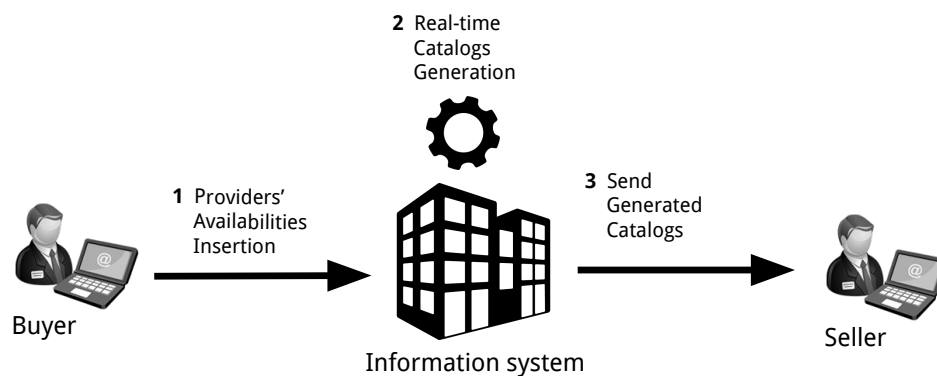 2 Real-time
Catalogs
Generation
1 Providers'
Availabilities
Insertion
3 Send
Generated
Catalogs
@
@
Buyer
Information system
Seller